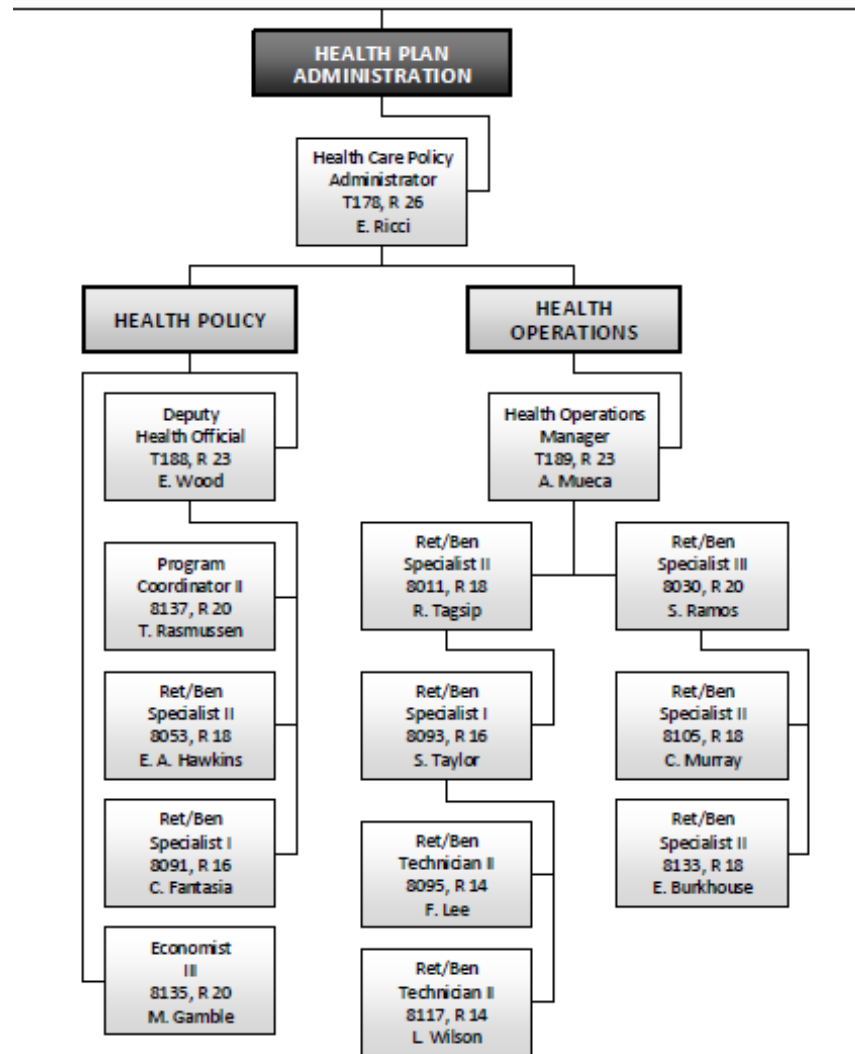 HEALTH PLAN
ADMINISTRATION
Health Care Policy
Administrator
T178, R 26
E. Ricci
HEALTH POLICY
HEALTH
OPERATIONS
Deputy
Health Official
T188, R 23
E. Wood
Health Operations
Manager
T189, R 23
A. Mueca
Program
Coordinator II
8137, R 20
T. Rasmussen
Ret/Ben
Specialist II
8011, R 18
R. Tagsip
Ret/Ben
Specialist III
8030, R 20
S. Ramos
Ret/Ben
Specialist II
8053, R 18
E. A. Hawkins
Ret/Ben
Specialist I
8093, R 16
S. Taylor
Ret/Ben
Specialist II
8105, R 18
C. Murray
Ret/Ben
Specialist I
8091, R 16
C. Fantasia
Ret/Ben
Technician II
8095, R 14
F. Lee
Ret/Ben
Specialist II
8133, R 18
E. Burkhouse
Economist
III
8135, R 20
M. Gamble
Ret/Ben
Technician II
8117, R 14
L. Wilson